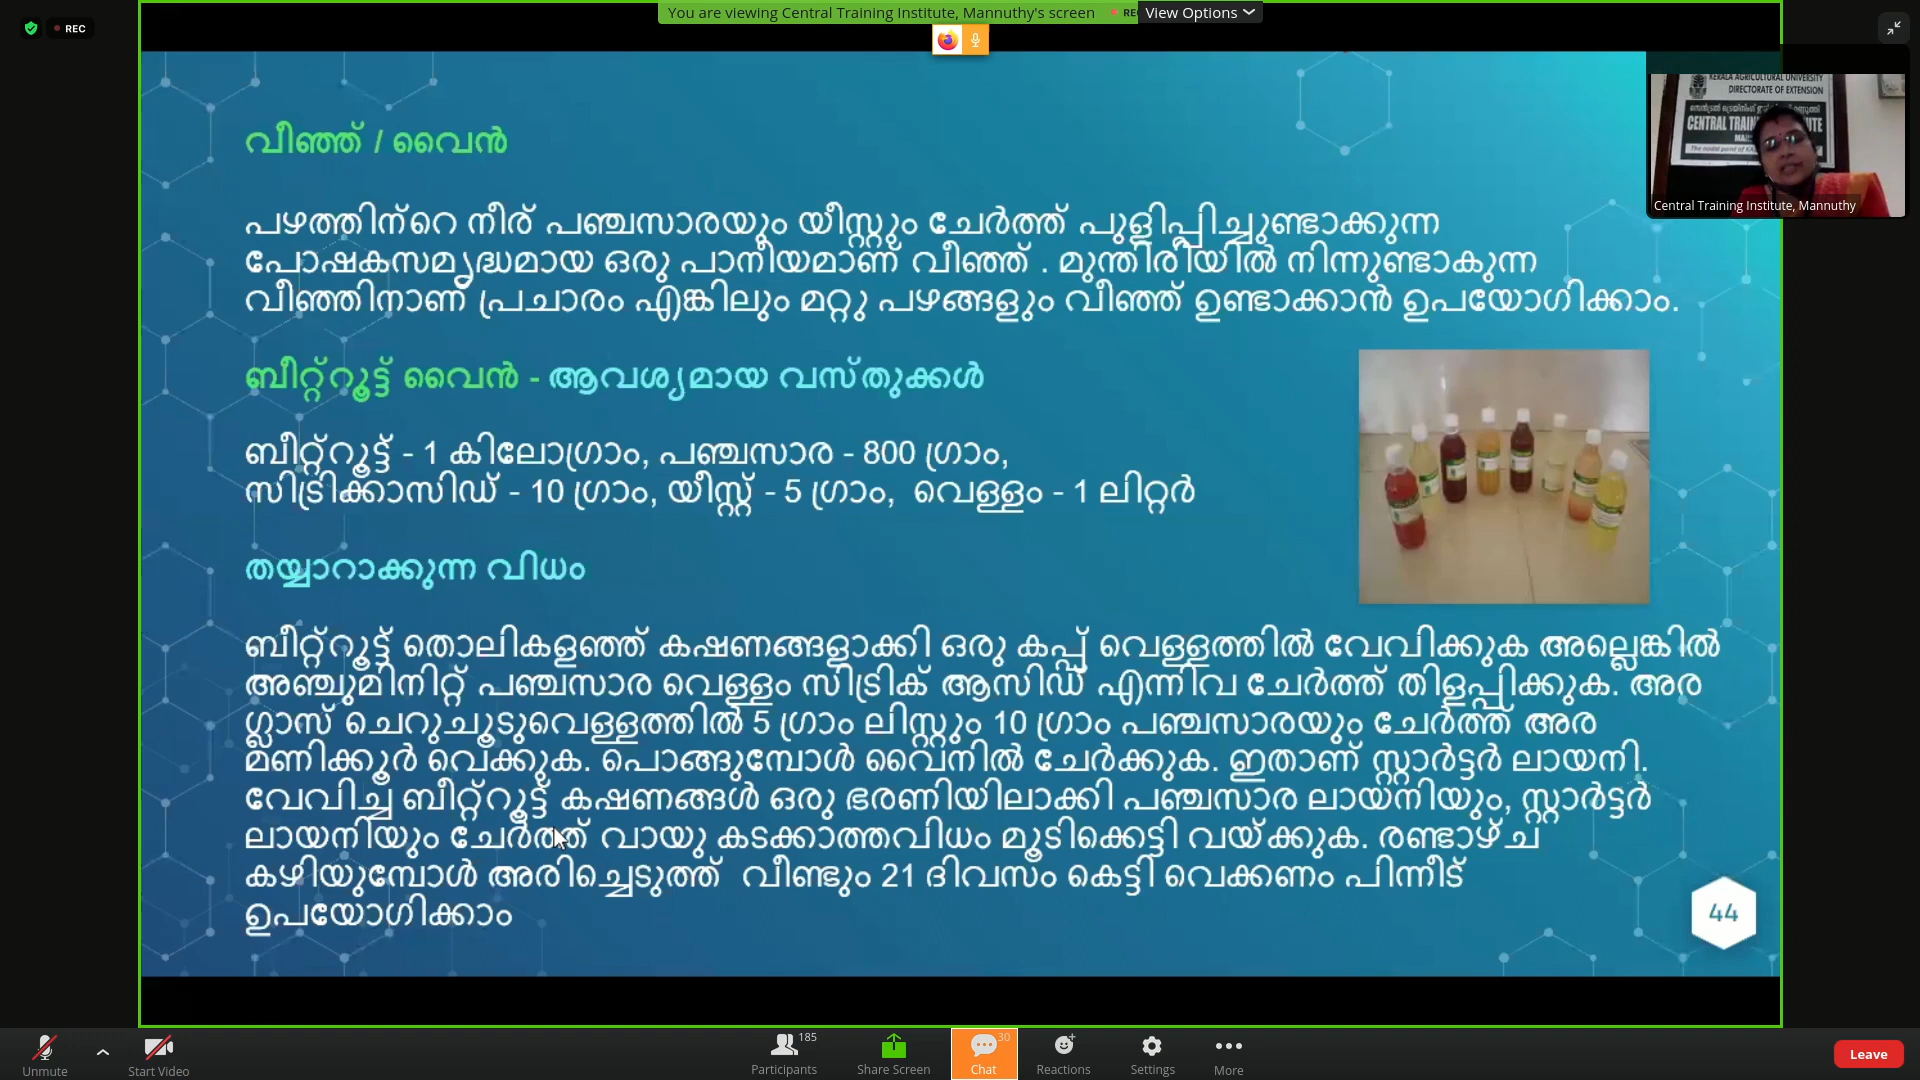 You are viewing Central Training Institute, Mannuthy's screen
View Options
REC
KERALA AGRICULTURAL UNIVERSITY
DIRECTORATE OF EXTENSION
Central Training Institute, Mannuthy
വീഞ്ഞ് / വൈൻ
പഴത്തിന്റെ നീര് പഞ്ചസാരയും യീസ്റ്റും ചേർത്ത് പുളിപ്പിച്ചുണ്ടാക്കുന്ന
പോഷകസമൃദ്ധമായ ഒരു പാനീയമാണ് വീഞ്ഞ് . മുന്തിരിയിൽ നിന്നുണ്ടാകുന്ന
വീഞ്ഞിനാണ് പ്രചാരം എങ്കിലും മറ്റു പഴങ്ങളും വീഞ്ഞ് ഉണ്ടാക്കാൻ ഉപയോഗിക്കാം.
ബീറ്റ്റൂട്ട് വൈൻ - ആവശ്യമായ വസ്തുക്കൾ
ബീറ്റ്റൂട്ട് - 1 കിലോഗ്രാം, പഞ്ചസാര - 800 ഗ്രാം,
സിട്രിക്കാസിഡ് - 10 ഗ്രാം, യീസ്റ്റ് - 5 ഗ്രാം, വെള്ളം - 1 ലിറ്റർ
തയ്യാറാക്കുന്ന വിധം
ബീറ്റ്റൂട്ട് തൊലികളഞ്ഞ് കഷണങ്ങളാക്കി ഒരു കപ്പ് വെള്ളത്തിൽ വേവിക്കുക അല്ലെങ്കിൽ
അഞ്ചുമിനിറ്റ് പഞ്ചസാര വെള്ളം സിട്രിക് ആസിഡ് എന്നിവ ചേർത്ത് തിളപ്പിക്കുക. അര
ഗ്ലാസ് ചെറുചൂടുവെള്ളത്തിൽ 5 ഗ്രാം ലിസ്റ്റും 10 ഗ്രാം പഞ്ചസാരയും ചേർത്ത് അര
മണിക്കൂർ വെക്കുക. പൊങ്ങുമ്പോൾ വൈനിൽ ചേർക്കുക. ഇതാണ് സ്റ്റാർട്ടർ ലായനി.
വേവിച്ച ബീറ്റ്റൂട്ട് കഷണങ്ങൾ ഒരു ഭരണിയിലാക്കി പഞ്ചസാര ലായനിയും, സ്റ്റാർട്ടർ
ലായനിയും ചേർത്ത് വായു കടക്കാത്തവിധം മൂടിക്കെട്ടി വയ്ക്കുക. രണ്ടാഴ്ച
കഴിയുമ്പോൾ അരിച്ചെടുത്ത് വീണ്ടും 21 ദിവസം കെട്ടി വെക്കണം പിന്നീട്
ഉപയോഗിക്കാം
44
Unmute
Start Video
185
Participants
Share Screen
30
Chat
Reactions
Settings
More
Leave